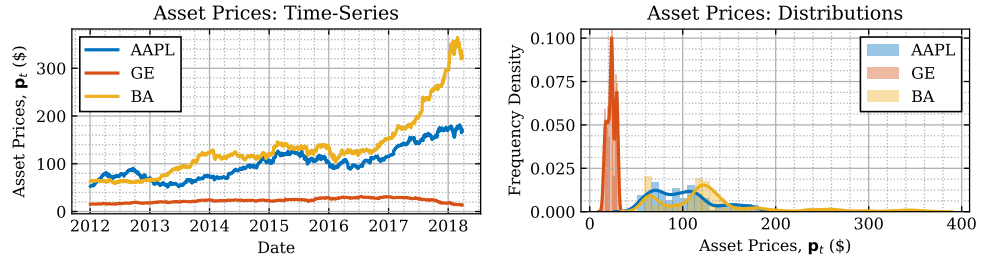 Asset Prices: Time-Series
Asset Prices, pₜ ($)
300
200
100
0
AAPL
GE
BA
2012 2013 2014 2015 2016 2017 2018
Date
Asset Prices: Distributions
Frequency Density
0.100
0.075
0.050
0.025
0.000
AAPL
GE
BA
0 100 200 300 400
Asset Prices, pₜ ($)